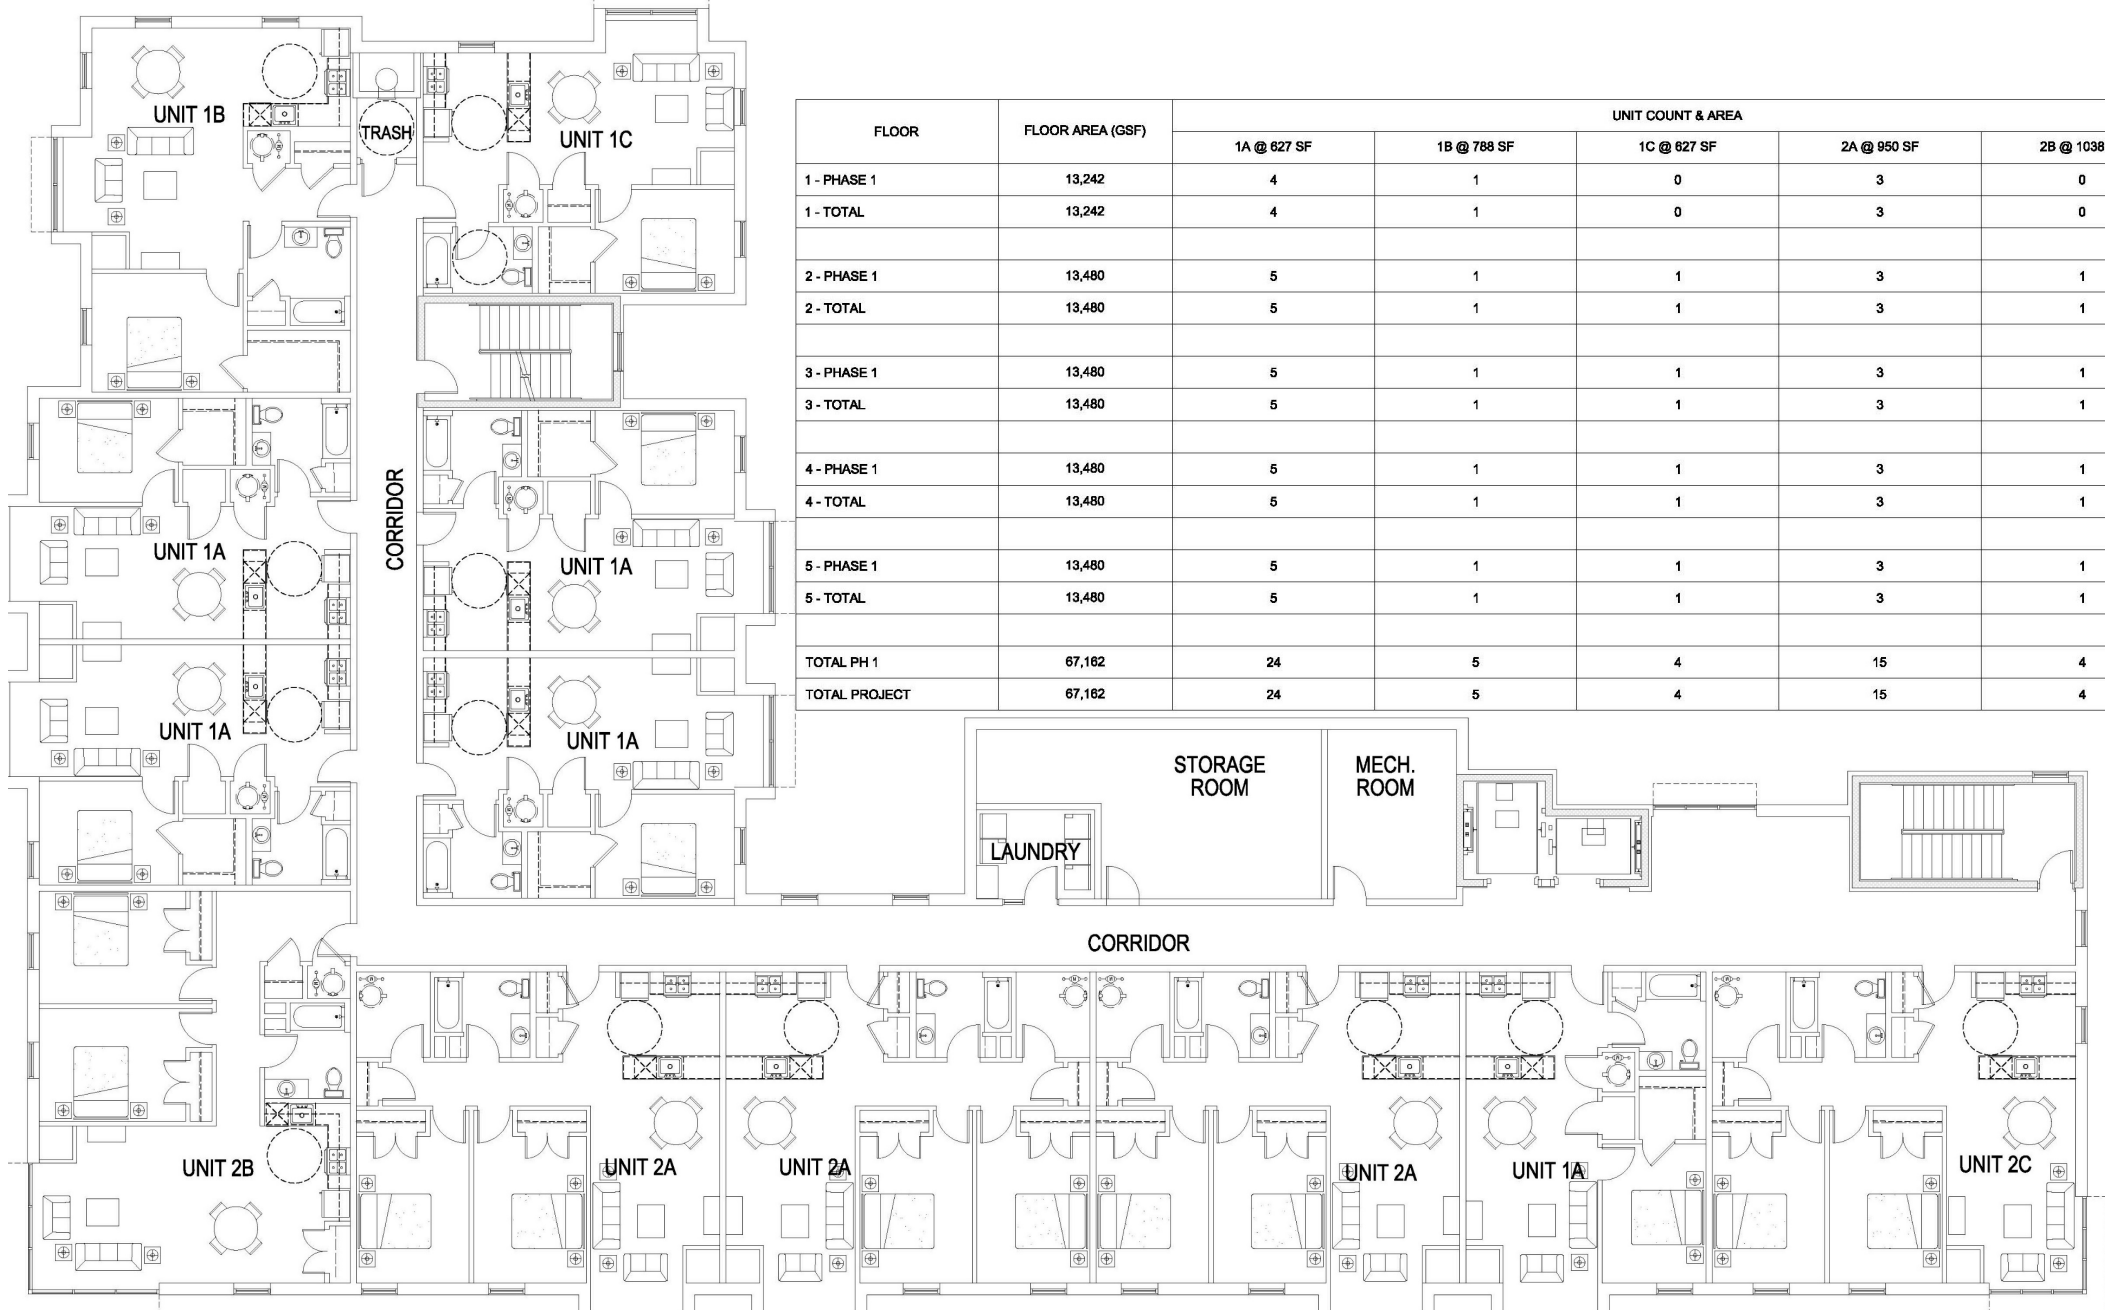 UNIT 1B
TRASH
UNIT 1C
FLOOR FLOOR AREA (GSF) UNIT COUNT & AREA
1A @ 627 SF 1B @ 788 SF 1C @ 627 SF 2A @ 950 SF 2B @ 1038
1 - PHASE 1 13,242 4 1 0 3 0
1 - TOTAL 13,242 4 1 0 3 0
2 - PHASE 1 13,480 5 1 1 3 1
2 - TOTAL 13,480 5 1 1 3 1
3 - PHASE 1 13,480 5 1 1 3 1
3 - TOTAL 13,480 5 1 1 3 1
4 - PHASE 1 13,480 5 1 1 3 1
4 - TOTAL 13,480 5 1 1 3 1
5 - PHASE 1 13,480 5 1 1 3 1
5 - TOTAL 13,480 5 1 1 3 1
TOTAL PH 1 67,162 24 5 4 15 4
TOTAL PROJECT 67,162 24 5 4 15 4
CORRIDOR
UNIT 1A
UNIT 1A
UNIT 1A
UNIT 1A
STORAGE
ROOM
MECH.
ROOM
LAUNDRY
CORRIDOR
UNIT 2B
UNIT 2A
UNIT 2A
UNIT 2A
UNIT 1A
UNIT 2C